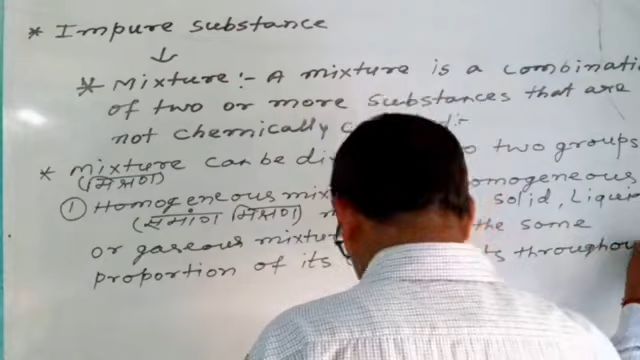 * Impure substance
* Mixture :- A mixture is a combinati
of two or more substances that are
not chemically c
* mixture can be di two groups
(मिश्रण)
① Homogeneous mix omogeneous
(समांग मिश्रण) solid, Liqui
or gaseous mixtur the some
proportion of its ts throughou